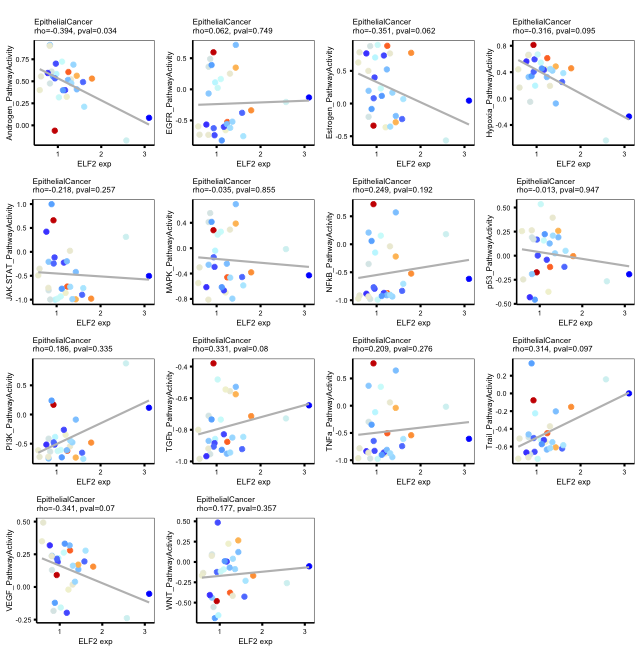 EpithelialCancer
rho=-0.394, pval=0.034
Androgen_PathwayActivity
0.75
0.50
0.25
0.00
1
2
3
ELF2 exp
EpithelialCancer
rho=0.062, pval=0.749
EGFR_PathwayActivity
0.5
0.0
-0.5
1
2
3
ELF2 exp
EpithelialCancer
rho=-0.351, pval=0.062
Estrogen_PathwayActivity
0.5
0.0
-0.5
1
2
3
ELF2 exp
EpithelialCancer
rho=-0.316, pval=0.095
Hypoxia_PathwayActivity
0.8
0.4
0.0
-0.4
1
2
3
ELF2 exp
EpithelialCancer
rho=-0.218, pval=0.257
JAK.STAT_PathwayActivity
1.0
0.5
0.0
-0.5
-1.0
1
2
3
ELF2 exp
EpithelialCancer
rho=-0.035, pval=0.855
MAPK_PathwayActivity
0.4
0.0
-0.4
-0.8
1
2
3
ELF2 exp
EpithelialCancer
rho=0.249, pval=0.192
NFkB_PathwayActivity
0.5
0.0
-0.5
-1.0
1
2
3
ELF2 exp
EpithelialCancer
rho=-0.013, pval=0.947
p53_PathwayActivity
0.50
0.25
0.00
-0.25
-0.50
1
2
3
ELF2 exp
EpithelialCancer
rho=0.186, pval=0.335
PI3K_PathwayActivity
0.5
0.0
-0.5
1
2
3
ELF2 exp
EpithelialCancer
rho=0.331, pval=0.08
TGFb_PathwayActivity
-0.4
-0.6
-0.8
-1.0
1
2
3
ELF2 exp
EpithelialCancer
rho=0.209, pval=0.276
TNFa_PathwayActivity
0.5
0.0
-0.5
-1.0
1
2
3
ELF2 exp
EpithelialCancer
rho=0.314, pval=0.097
Trail_PathwayActivity
0.2
0.0
-0.2
-0.4
-0.6
1
2
3
ELF2 exp
EpithelialCancer
rho=-0.341, pval=0.07
VEGF_PathwayActivity
0.50
0.25
0.00
-0.25
1
2
3
ELF2 exp
EpithelialCancer
rho=0.177, pval=0.357
WNT_PathwayActivity
0.50
0.25
0.00
-0.25
-0.50
1
2
3
ELF2 exp